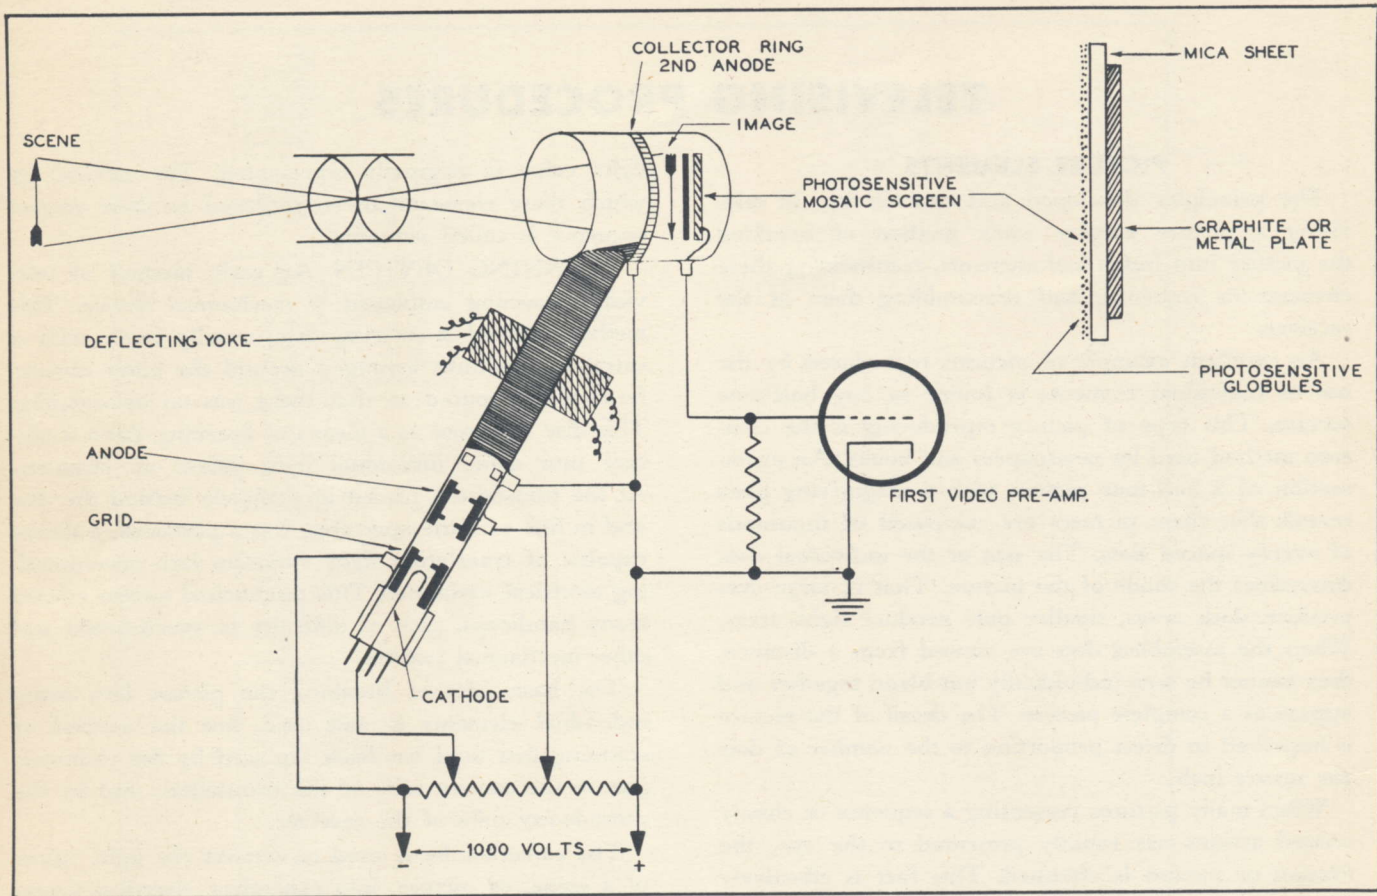 COLLECTOR RING
2ND ANODE
MICA SHEET
IMAGE
SCENE
PHOTOSENSITIVE
MOSAIC SCREEN
GRAPHITE OR
METAL PLATE
DEFLECTING YOKE
PHOTOSENSITIVE
GLOBULES
ANODE
FIRST VIDEO PRE-AMP.
GRID
CATHODE
- 1000 VOLTS +